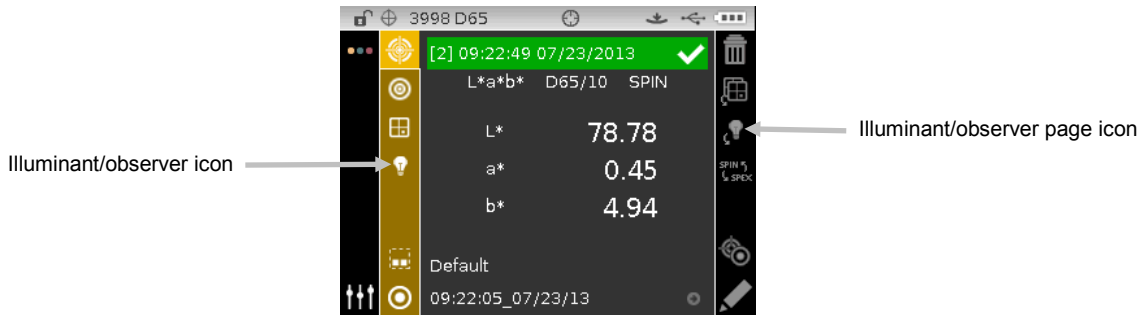 3998 D65
[2] 09:22:49 07/23/2013
L*a*b* D65/10 SPIN
L* 78.78
Illuminant/observer page icon
Illuminant/observer icon
a* 0.45
SPIN
SPEX
b* 4.94
Default
09:22:05_07/23/13